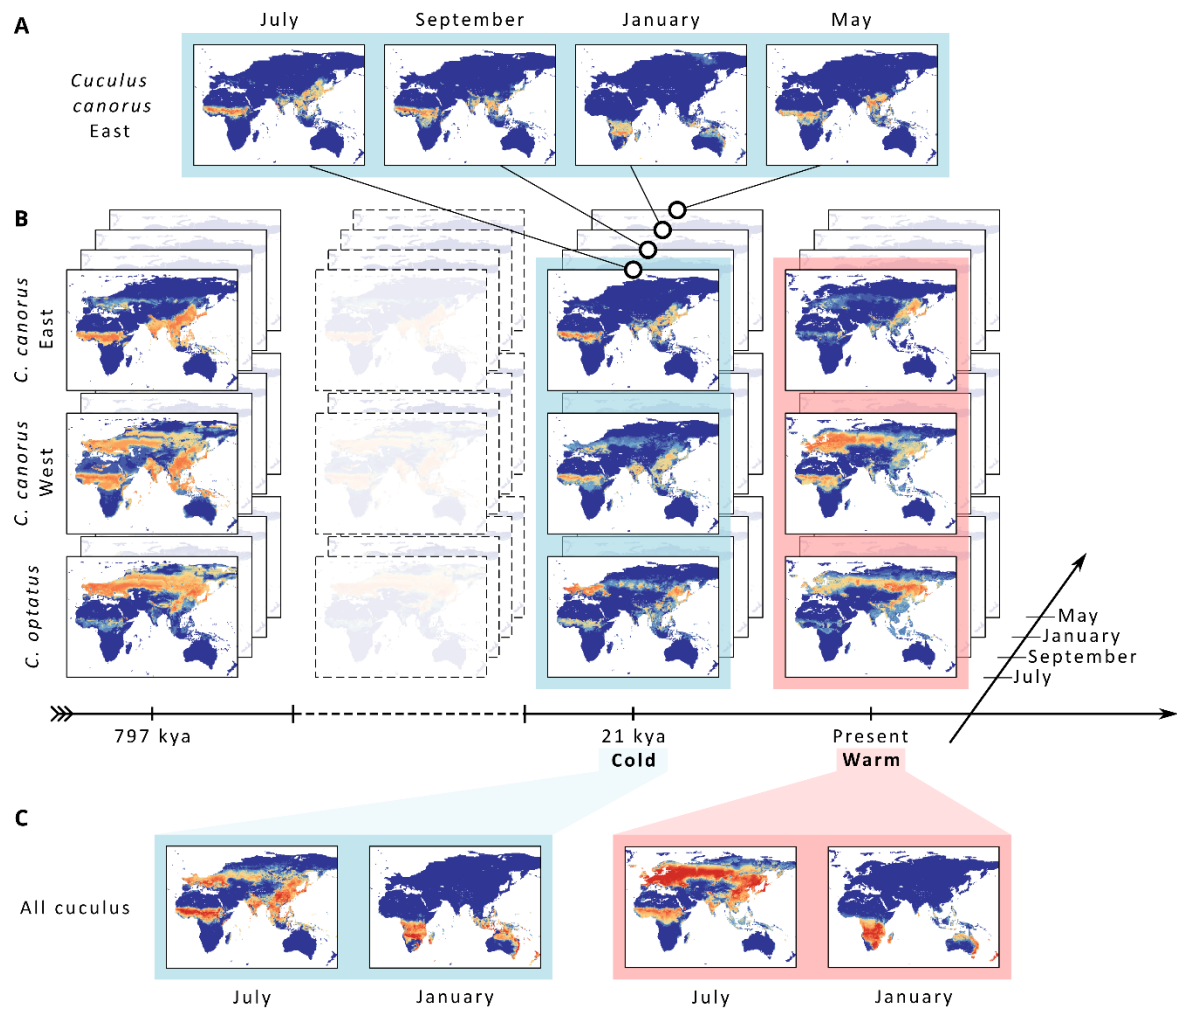 A
July
September
January
May
Cuculus
canorus
East
B
C. canorus
East
C. canorus
West
C. optatus
May
January
September
July
797 kya
21 kya
Cold
Present
Warm
C
All cuculus
July
January
July
January